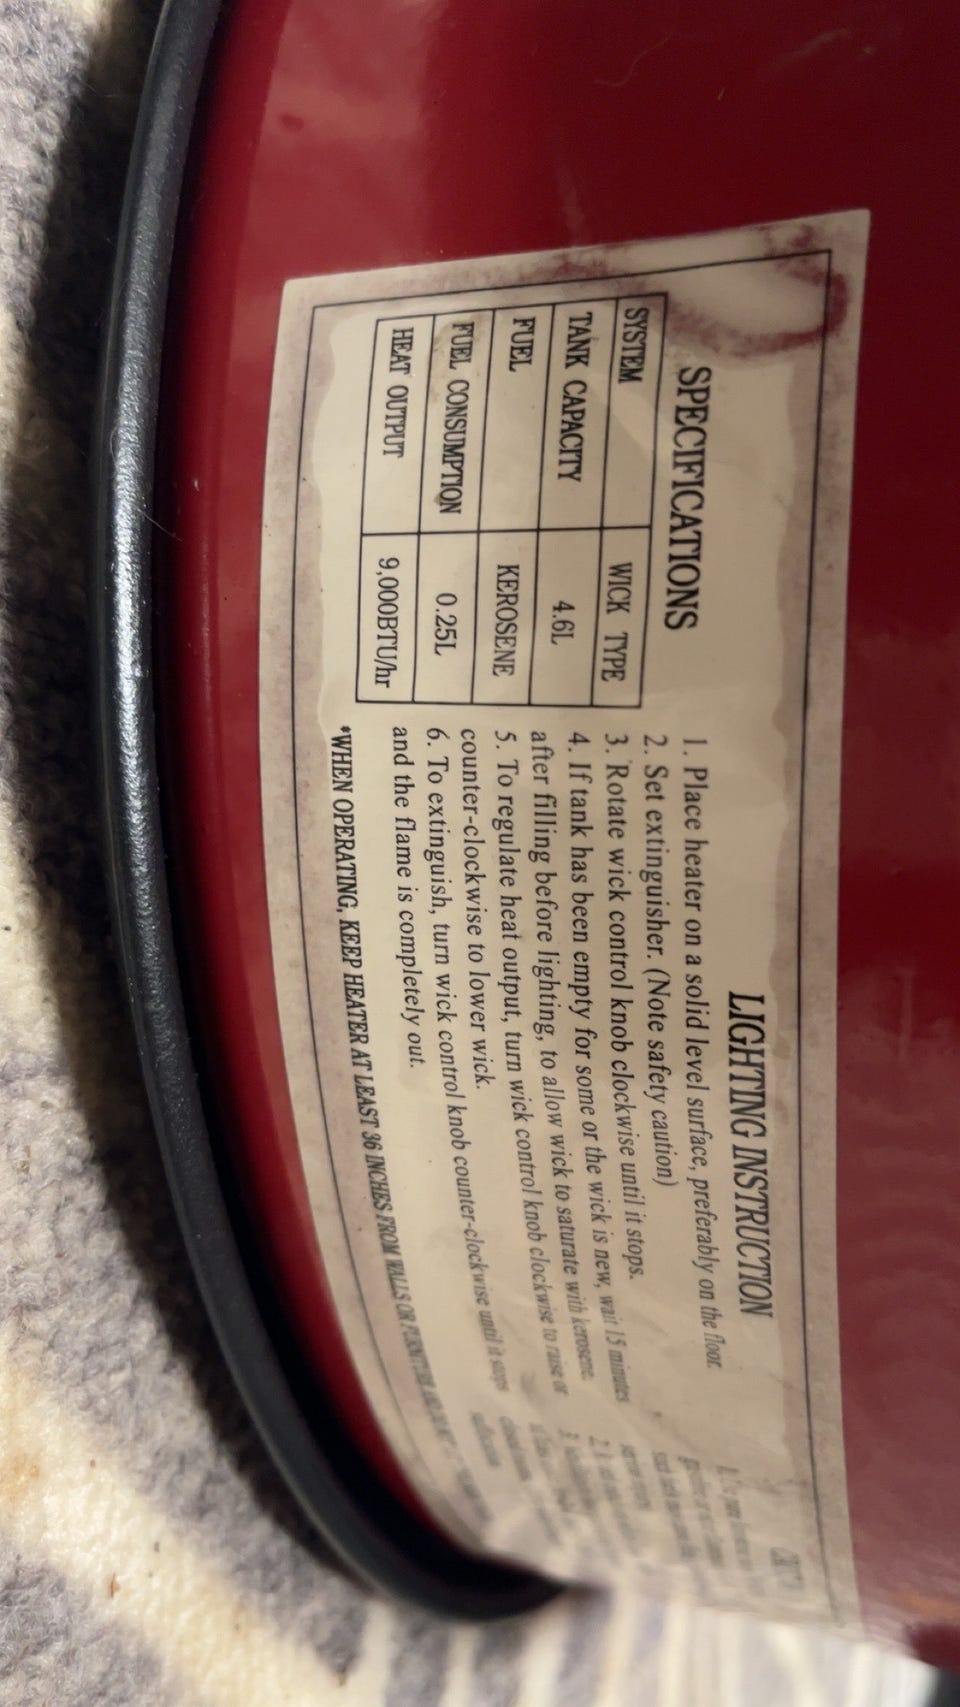 SPECIFICATIONS
SYSTEM WICK TYPE
TANK CAPACITY 4.6L
FUEL KEROSENE
FUEL CONSUMPTION 0.25L
HEAT OUTPUT 9,000BTU/hr
LIGHTING INSTRUCTION
1. Place heater on a solid level surface, preferably on the floor.
2. Set extinguisher. (Note safety caution)
3. Rotate wick control knob clockwise until it stops.
4. If tank has been empty for some or the wick is new, wait 15 minutes
after filling before lighting, to allow wick to saturate with kerosene.
5. To regulate heat output, turn wick control knob clockwise to raise or
counter-clockwise to lower wick.
6. To extinguish, turn wick control knob counter-clockwise until it stops
and the flame is completely out.
*WHEN OPERATING, KEEP HEATER AT LEAST 36 INCHES FROM WALLS OR FURNITURE